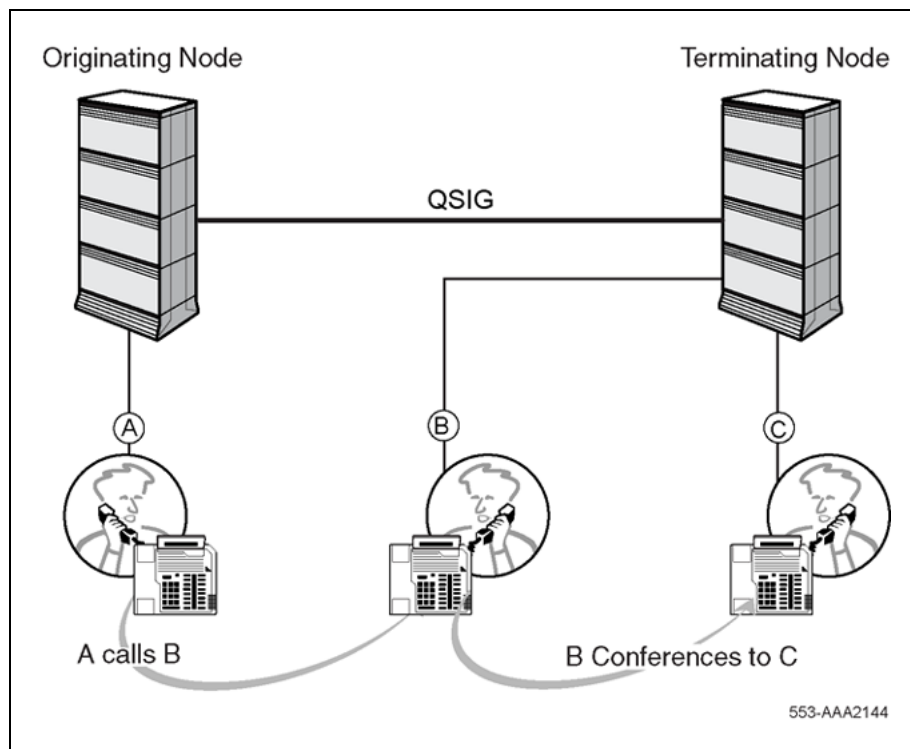 Originating Node
Terminating Node
QSIG
A
B
C
A calls B
B Conferences to C
553-AAA2144